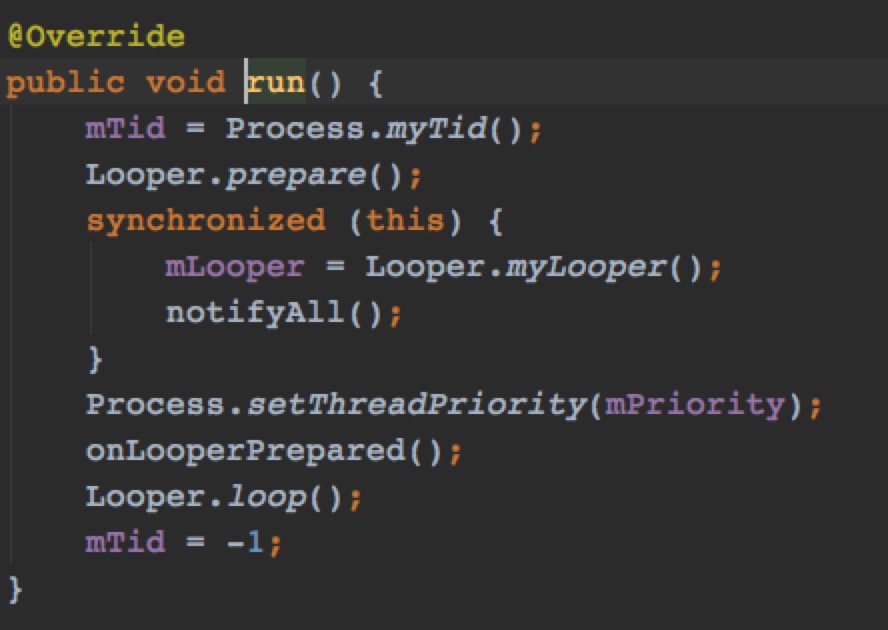 @Override
public void run() {
mTid = Process.myTid();
Looper.prepare();
synchronized (this) {
mLooper = Looper.myLooper();
notifyAll();
}
Process.setThreadPriority(mPriority);
onLooperPrepared();
Looper.loop();
mTid = -1;
}